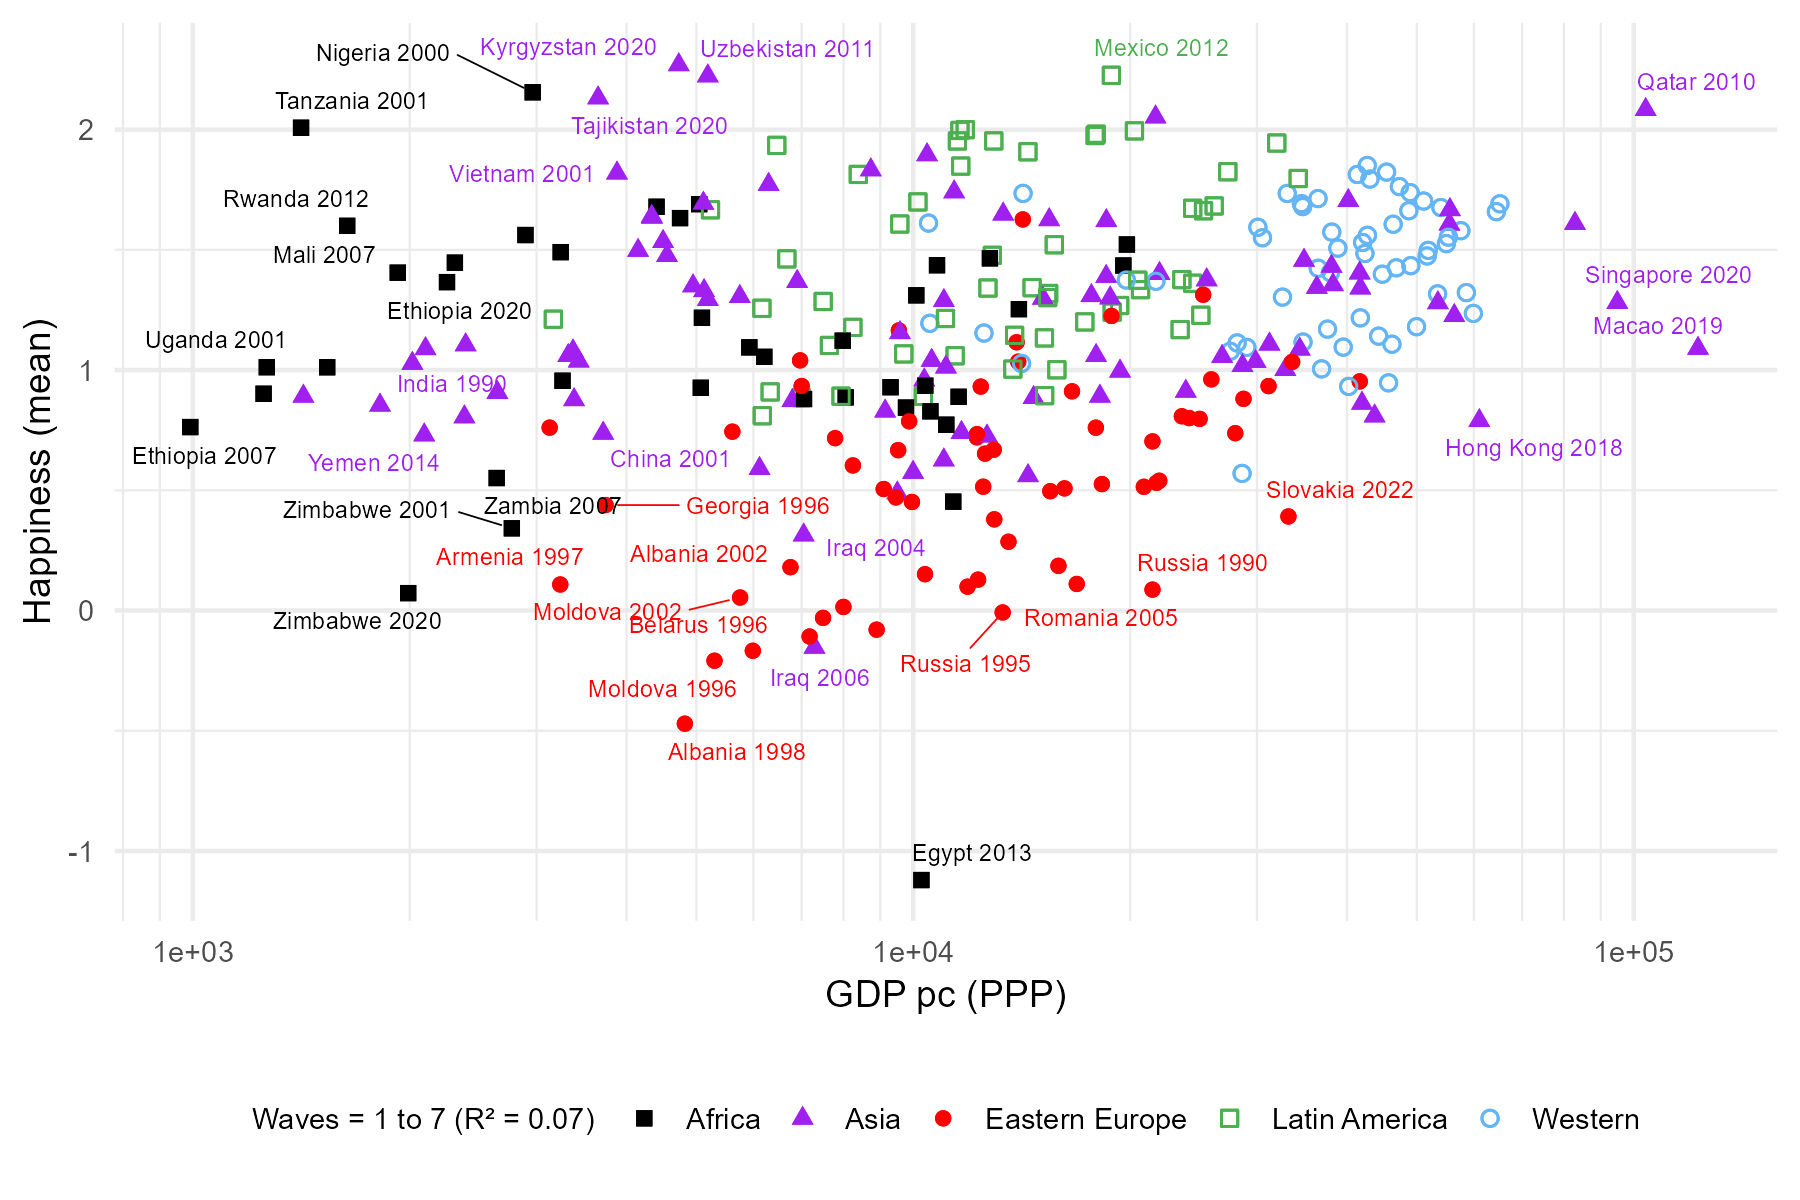 Nigeria 2000
Kyrgyzstan 2020
Uzbekistan 2011
Mexico 2012
Qatar 2010
Tanzania 2001
Tajikistan 2020
2
Vietnam 2001
Rwanda 2012
Mali 2007
Singapore 2020
Ethiopia 2020
Macao 2019
Uganda 2001
1
India 1990
Hong Kong 2018
Ethiopia 2007
Yemen 2014
China 2001
Slovakia 2022
Zimbabwe 2001
Zambia 2007
Georgia 1996
Iraq 2004
Armenia 1997
Albania 2002
Russia 1990
0
Moldova 2002
Zimbabwe 2020
Belarus 1996
Romania 2005
Russia 1995
Iraq 2006
Moldova 1996
Albania 1998
-1
Egypt 2013
Happiness (mean)
1e+03
1e+04
1e+05
GDP pc (PPP)
Waves = 1 to 7 (R² = 0.07)
Africa
Asia
Eastern Europe
Latin America
Western